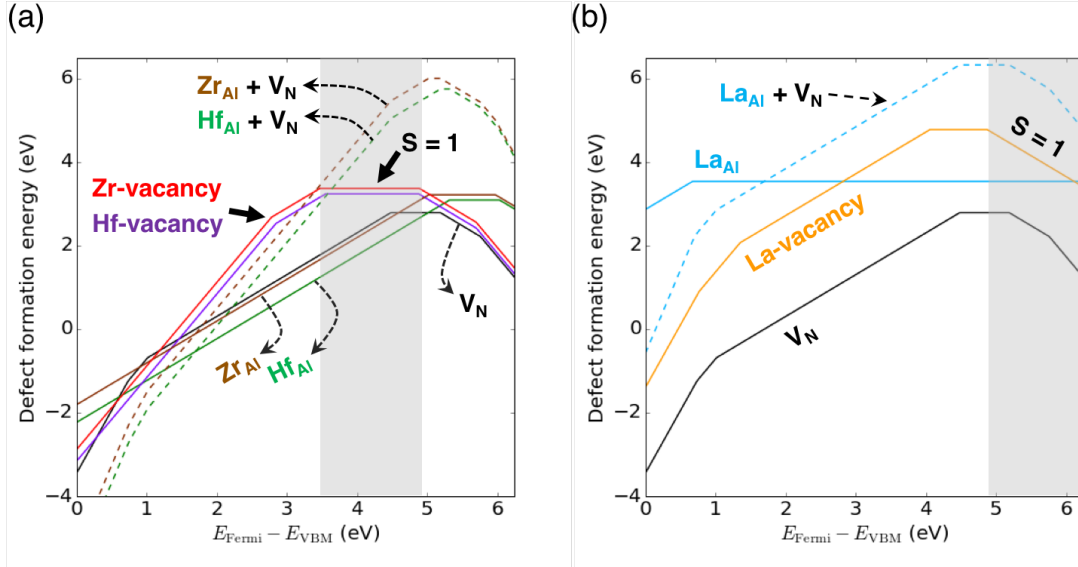 (a)
Defect formation energy (eV)
6
4
2
0
−2
−4
Zr_Al + V_N
Hf_Al + V_N
S = 1
Zr-vacancy
Hf-vacancy
V_N
Zr_Al Hf_Al
0 1 2 3 4 5 6
E_Fermi − E_VBM (eV)
(b)
Defect formation energy (eV)
6
4
2
0
−2
−4
La_Al + V_N
S = 1
La_Al
La-vacancy
V_N
0 1 2 3 4 5 6
E_Fermi − E_VBM (eV)